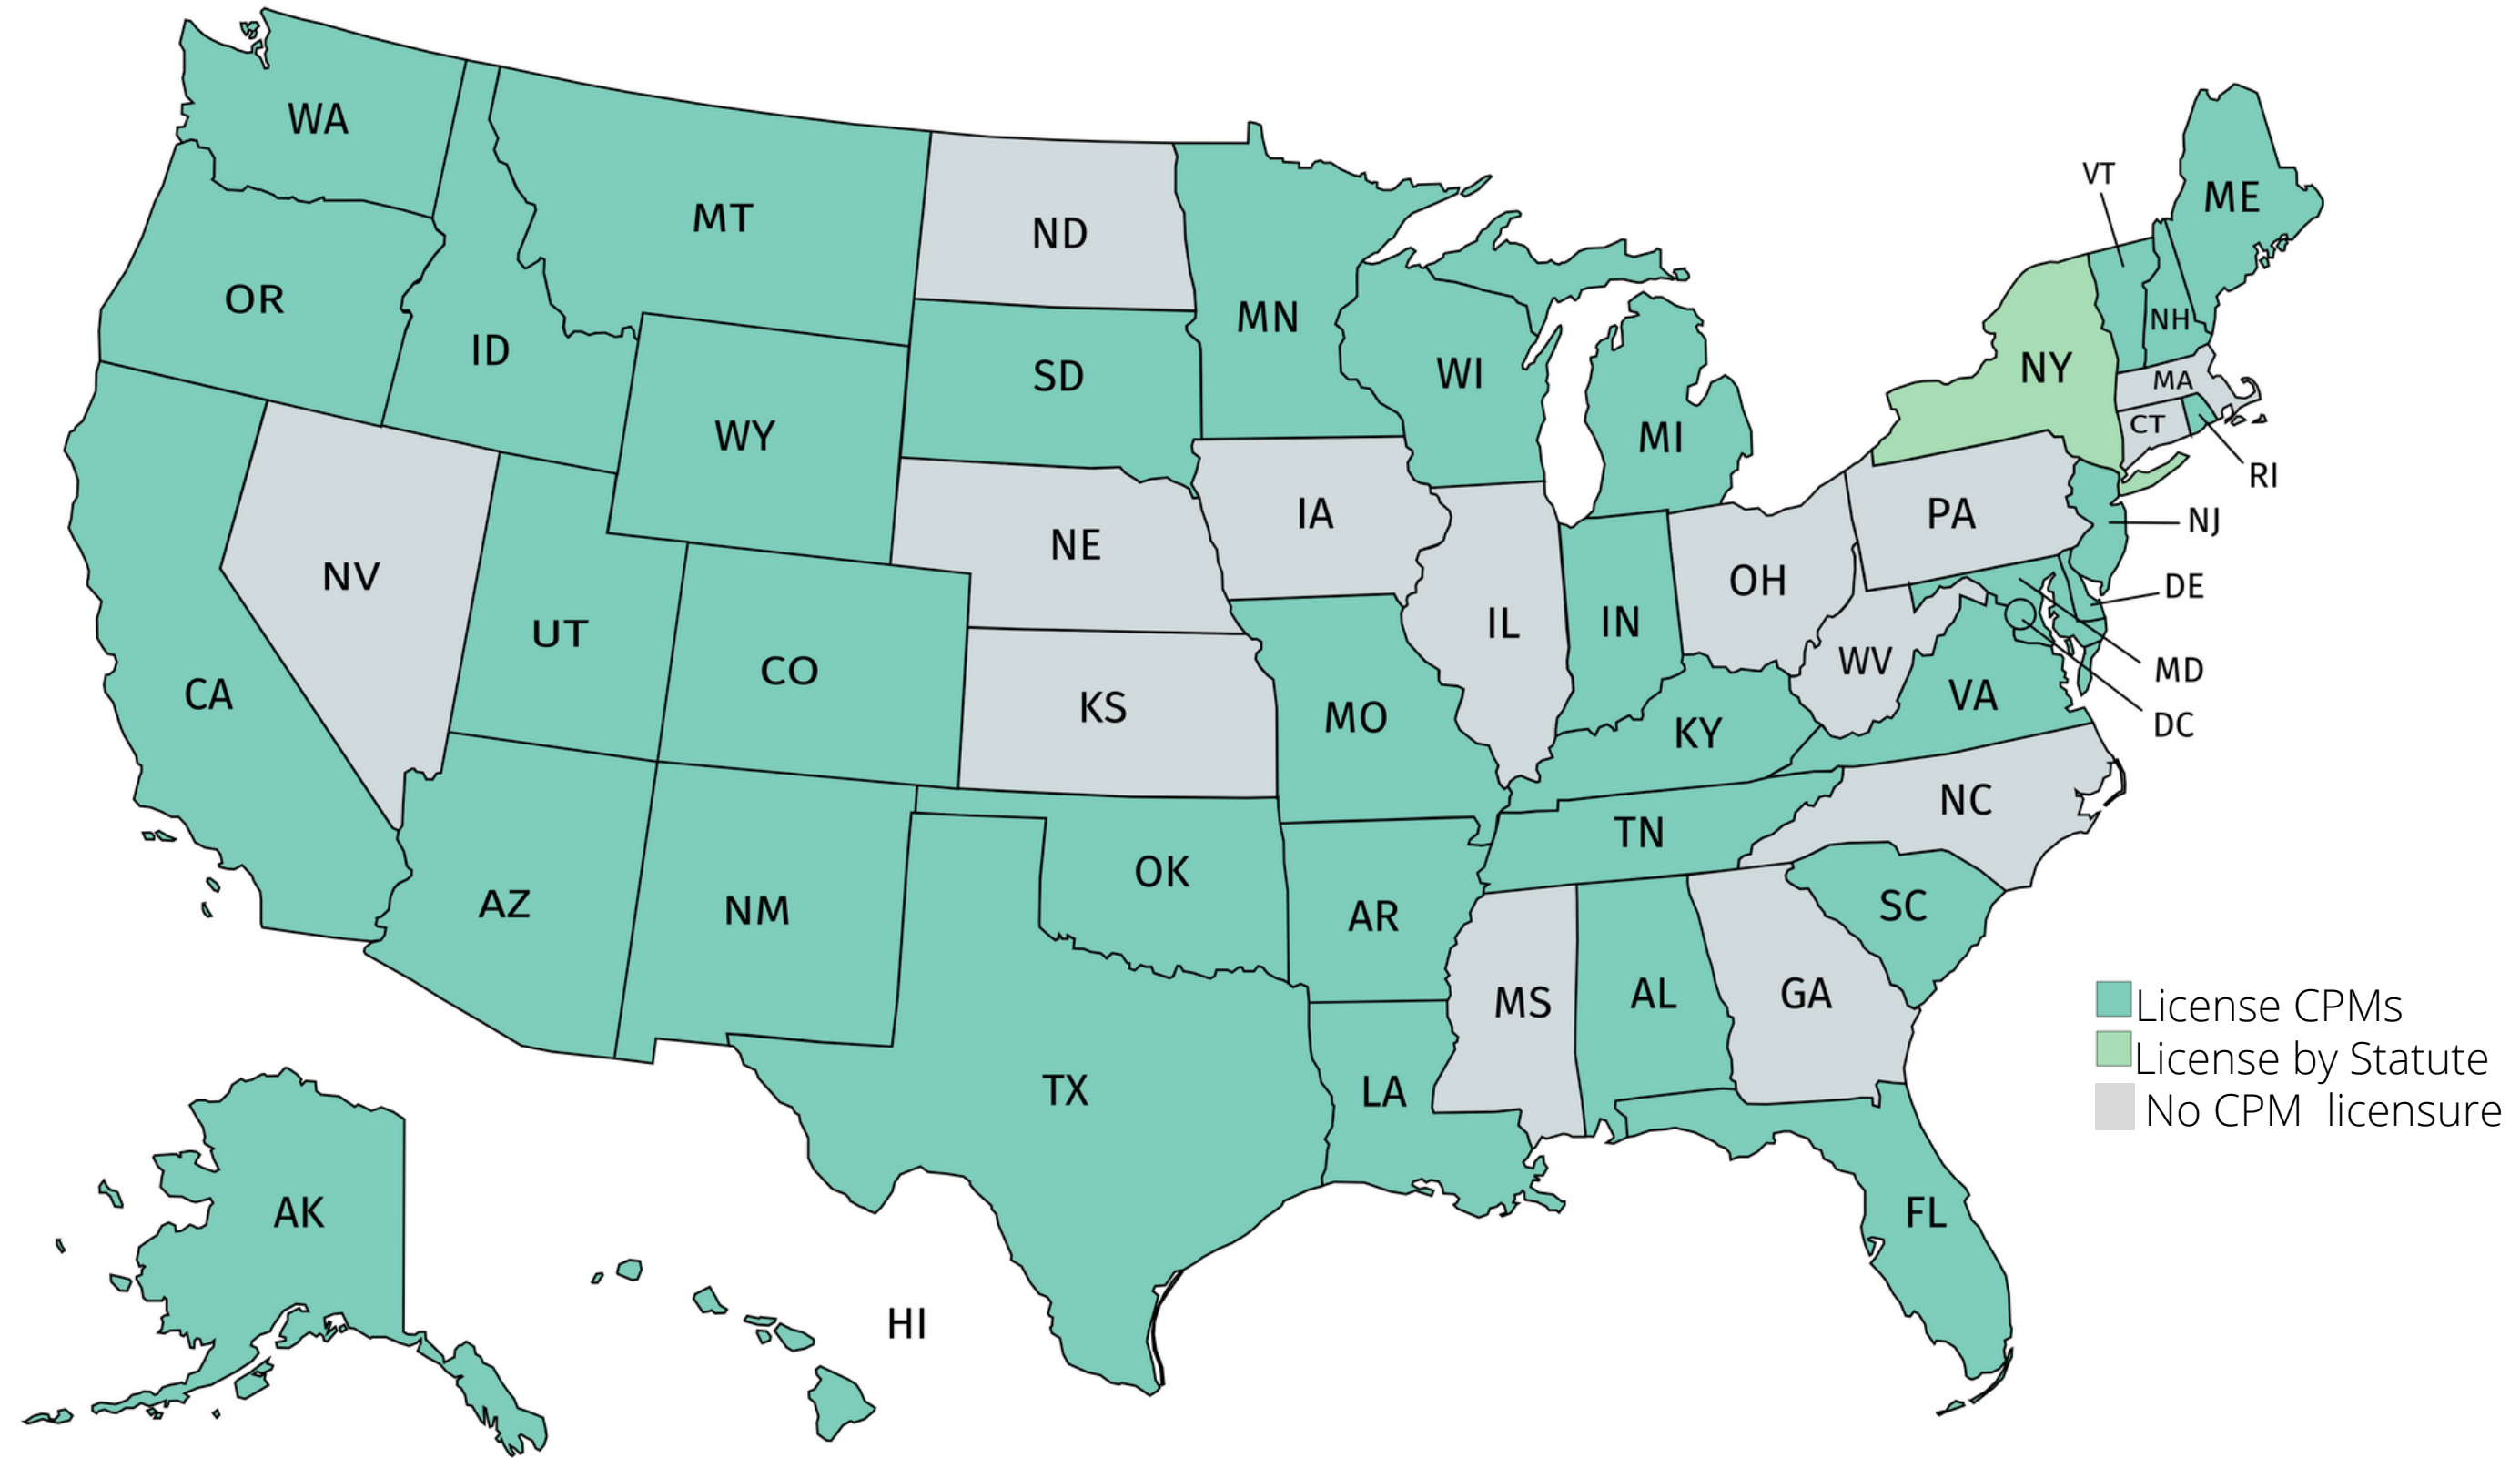 WA
MT
ND
VT
ME
OR
MN
NH
ID
SD
WI
NY
MA
WY
MI
CT
RI
IA
PA
NJ
NE
NV
OH
DE
UT
IL
IN
CO
WV
MD
CA
KS
MO
KY
VA
DC
NC
TN
OK
AZ
NM
AR
SC
MS
AL
GA
License CPMs
License by Statute
No CPM licensure
TX
LA
AK
FL
HI